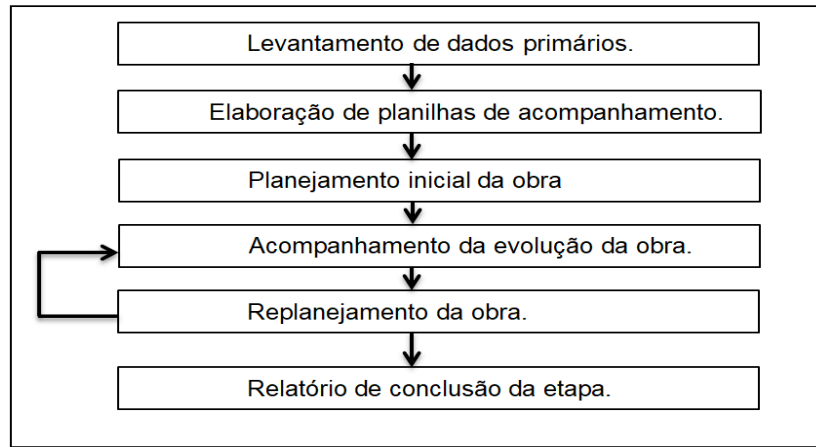 Levantamento de dados primários.
Elaboração de planilhas de acompanhamento.
Planejamento inicial da obra
Acompanhamento da evolução da obra.
Replanejamento da obra.
Relatório de conclusão da etapa.